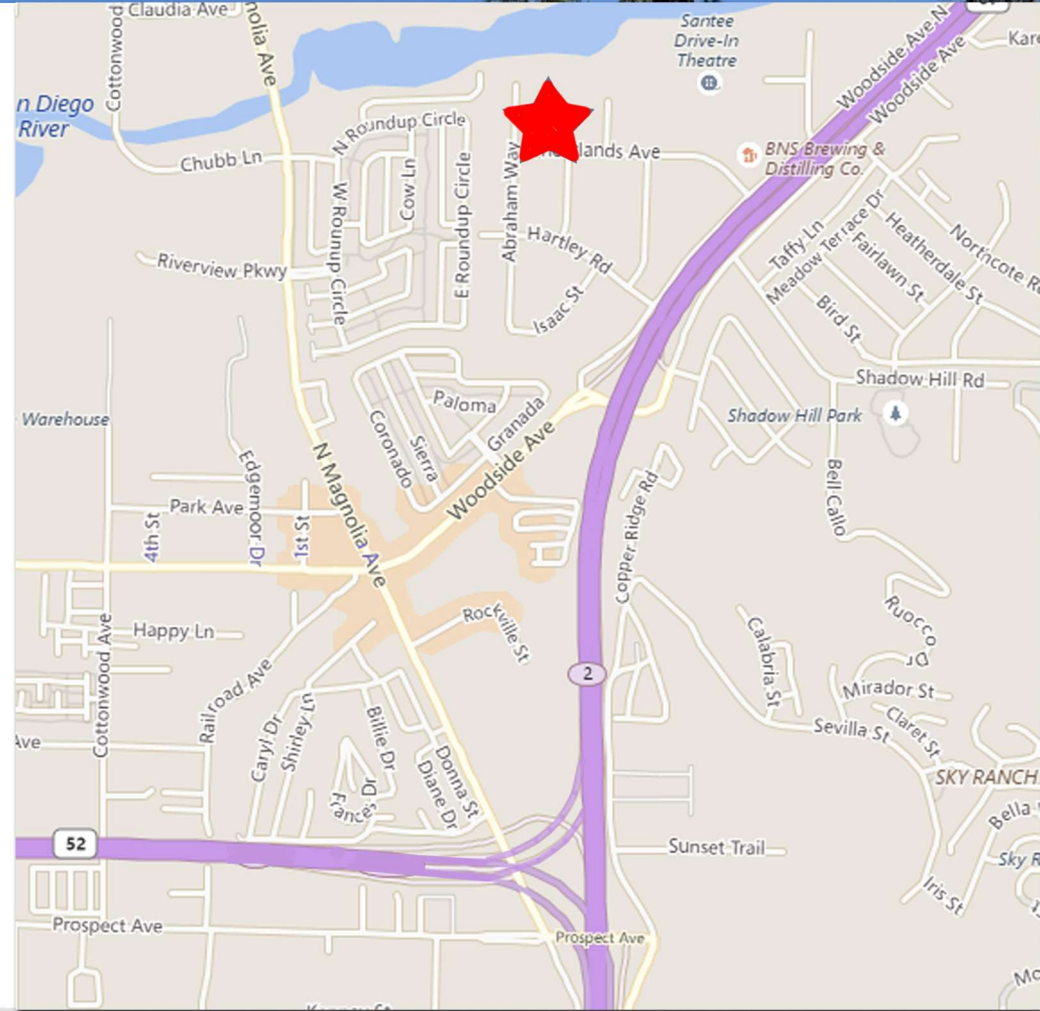 Claudia Ave
Cottonwood
nolia Ave
Santee
Drive-In
Theatre
Woodside Ave N
Woodside Ave
Kare
n Diego
River
N Roundup Circle
Chubb Ln
Cow Ln
W Roundup Circle
E Roundup Circle
Abraham Way
lands Ave
BNS Brewing &
Distilling Co.
Riverview Pkwy
Hartley Rd
Isaac St
Taffy Ln
Meadow Terrace Dr
Fairlawn St
Heatherdale St
Northcote Rd
Bird St
Shadow Hill Rd
Shadow Hill Park
Warehouse
Paloma
Granada
Coronado
Sierra
Woodside Ave
N Magnolia Ave
Edgemoor Dr
Park Ave
4th St
1st St
Copper Ridge Rd
Bell Callo
Ruocco
Happy Ln
Rockville St
Cottonwood Ave
Railroad Ave
2
Calabria St
Mirador St
Sevilla St
Claret St
Caryl Dr
Shirley Ln
Billie Dr
Donna St
Diane Dr
Frances Dr
Ave
SKY RANCH
Bella
52
Sunset Trail
Sky R
Iris St
Prospect Ave
Prospect Ave
Mo